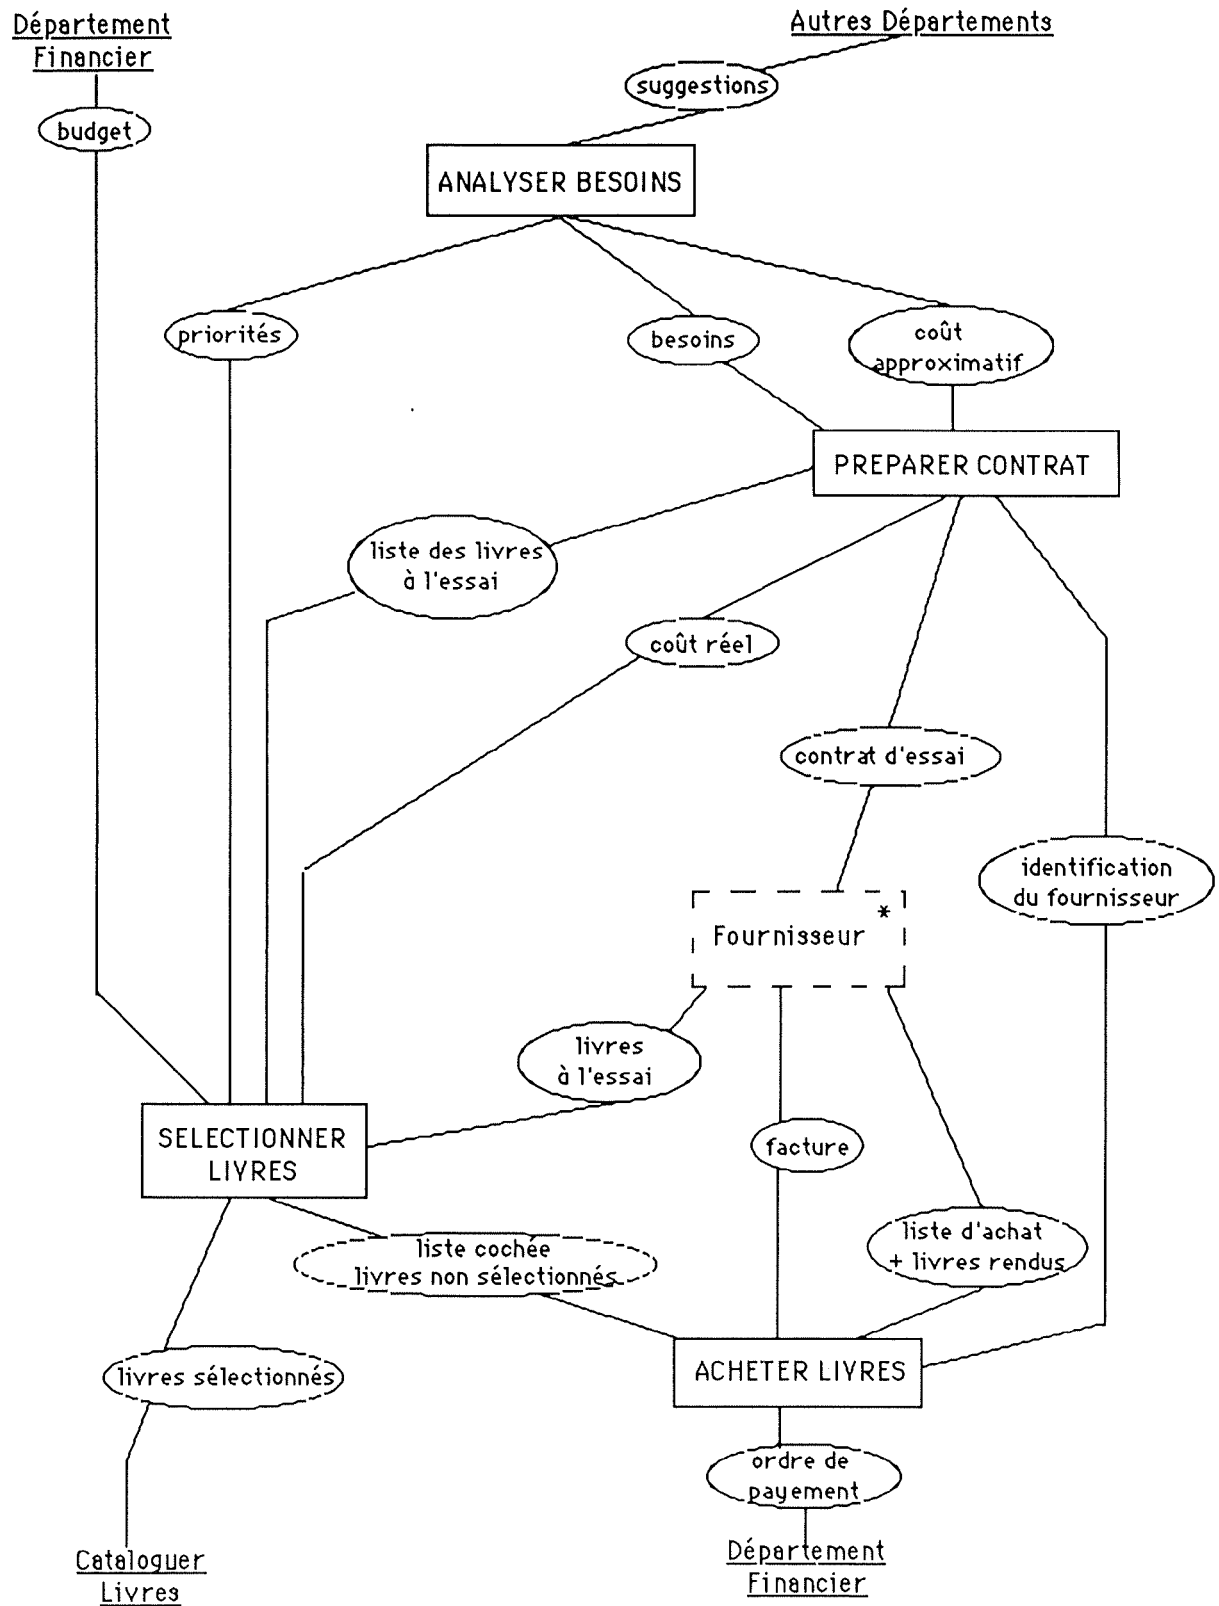 Département
Financier
Autres Départements
suggestions
budget
ANALYSER BESOINS
priorités
besoins
coût
approximatif
PREPARER CONTRAT
liste des livres
à l'essai
coût réel
contrat d'essai
identification
du fournisseur
*
Fournisseur
livres
à l'essai
SELECTIONNER
LIVRES
facture
liste d'achat
+ livres rendus
liste cochée
livres non sélectionnés
livres sélectionnés
ACHETER LIVRES
ordre de
payement
Cataloguer
Livres
Département
Financier